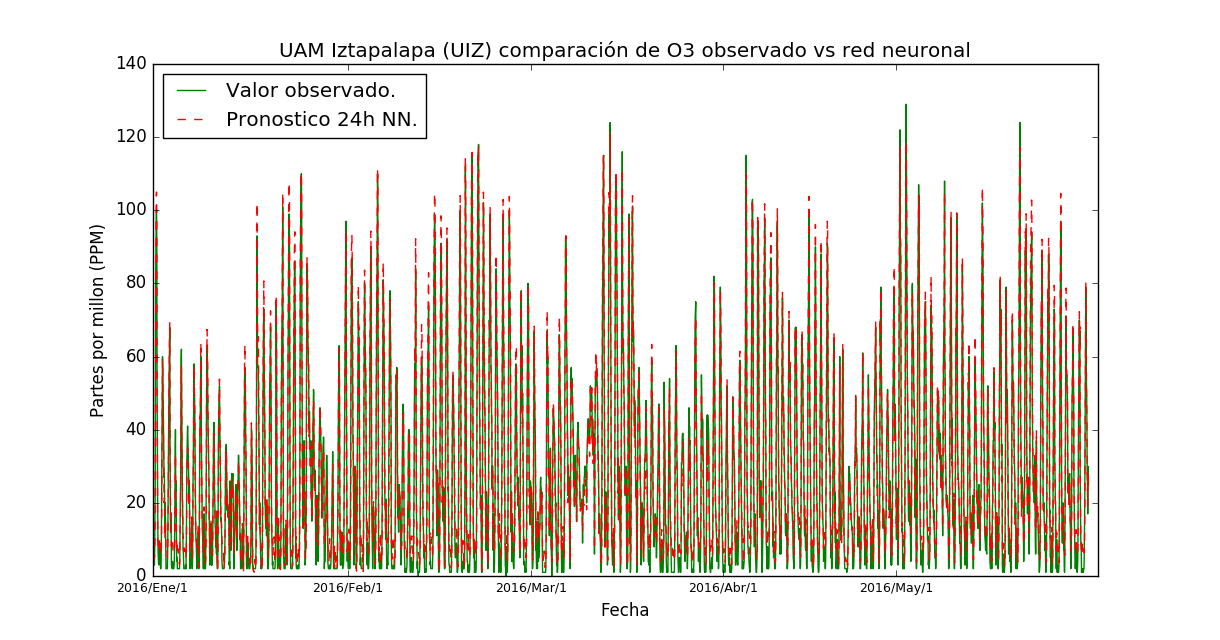 UAM Iztapalapa (UIZ) comparación de O3 observado vs red neuronal
140
120
100
80
60
40
20
0
Partes por millon (PPM)
Valor observado.
Pronostico 24h NN.
2016/Ene/1 2016/Feb/1 2016/Mar/1 2016/Abr/1 2016/May/1
Fecha